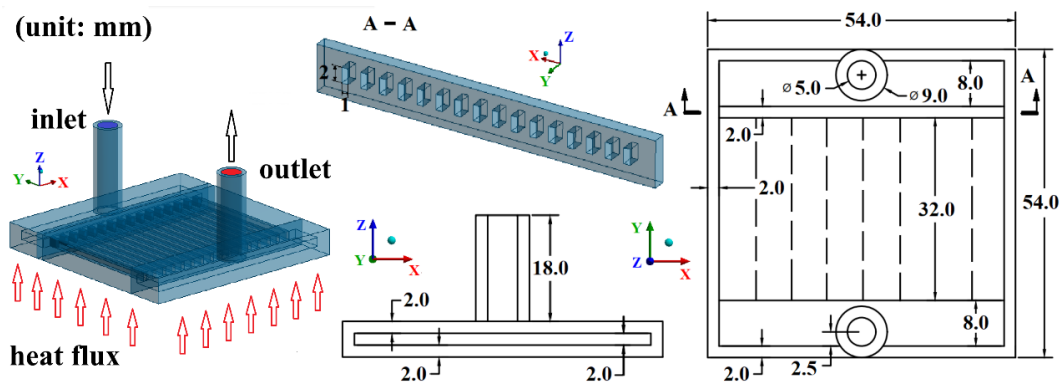 (unit: mm)
inlet
outlet
Z
Y
X
heat flux
A – A
2
1
Z
X
Y
Z
Y
X
18.0
2.0
2.0
2.0
Y
Z
X
54.0
A
A
⌀5.0
⌀9.0
8.0
2.0
2.0
32.0
54.0
8.0
2.0
2.5